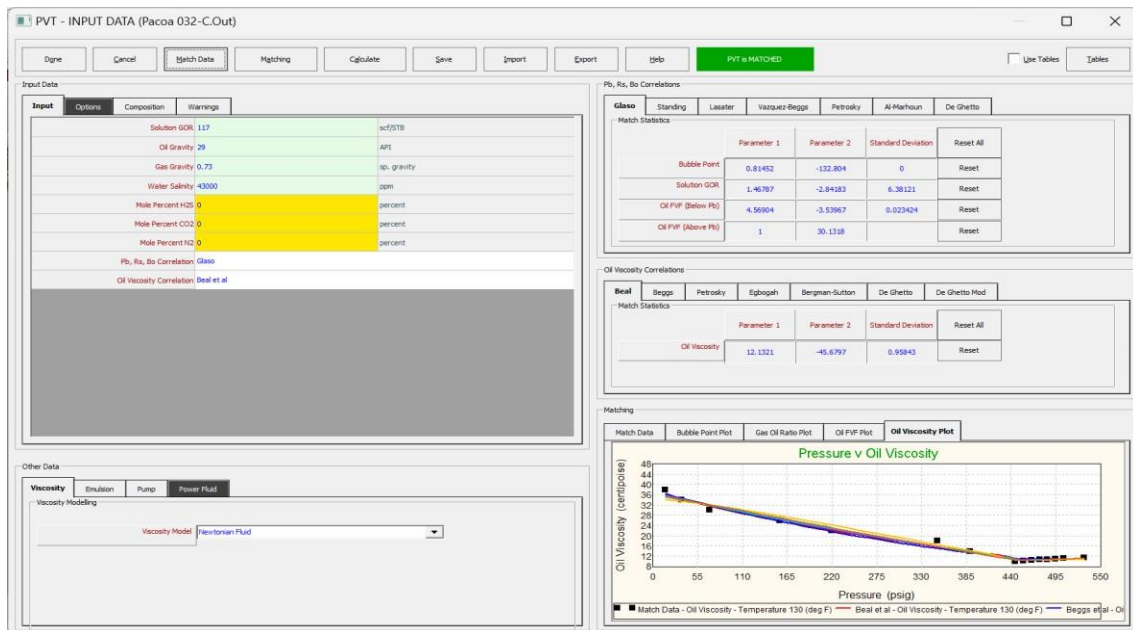 PVT - INPUT DATA (Pacoa 032-C.Out)
Done Cancel Match Data Matching Calculate Save Import Export Help PVT is MATCHED Use Tables Tables
Input Data
Input Options Composition Warnings
Solution GOR 117 scf/STB
Oil Gravity 29 API
Gas Gravity 0.73 sp. gravity
Water Salinity 43000 ppm
Mole Percent H2S 0 percent
Mole Percent CO2 0 percent
Mole Percent N2 0 percent
Pb, Rs, Bo Correlation Glaso
Oil Viscosity Correlation Beal et al
Other Data
Viscosity Emulsion Pump Power Fluid
Viscosity Modelling
Viscosity Model Newtonian Fluid
Pb, Rs, Bo Correlations
Glaso Standing Lasater Vazquez-Beggs Petrosky Al-Marhoun De Ghetto
Match Statistics
Parameter 1 Parameter 2 Standard Deviation Reset All
Bubble Point 0.81452 -132.804 0 Reset
Solution GOR 1.46787 -2.84183 6.38121 Reset
Oil FVF (Below Pb) 4.56904 -3.53967 0.023424 Reset
Oil FVF (Above Pb) 1 30.1318 Reset
Oil Viscosity Correlations
Beal Beggs Petrosky Egbogah Bergman-Sutton De Ghetto De Ghetto Mod
Match Statistics
Parameter 1 Parameter 2 Standard Deviation Reset All
Oil Viscosity 12.1321 -45.6797 0.95843 Reset
Matching
Match Data Bubble Point Plot Gas Oil Ratio Plot Oil FVF Plot Oil Viscosity Plot
Pressure v Oil Viscosity
Oil Viscosity (centipoise)
48
44
40
36
32
28
24
20
16
12
8
0 55 110 165 220 275 330 385 440 495 550
Pressure (psig)
Match Data - Oil Viscosity - Temperature 130 (deg F) Beal et al - Oil Viscosity - Temperature 130 (deg F) Beggs et al - Oi